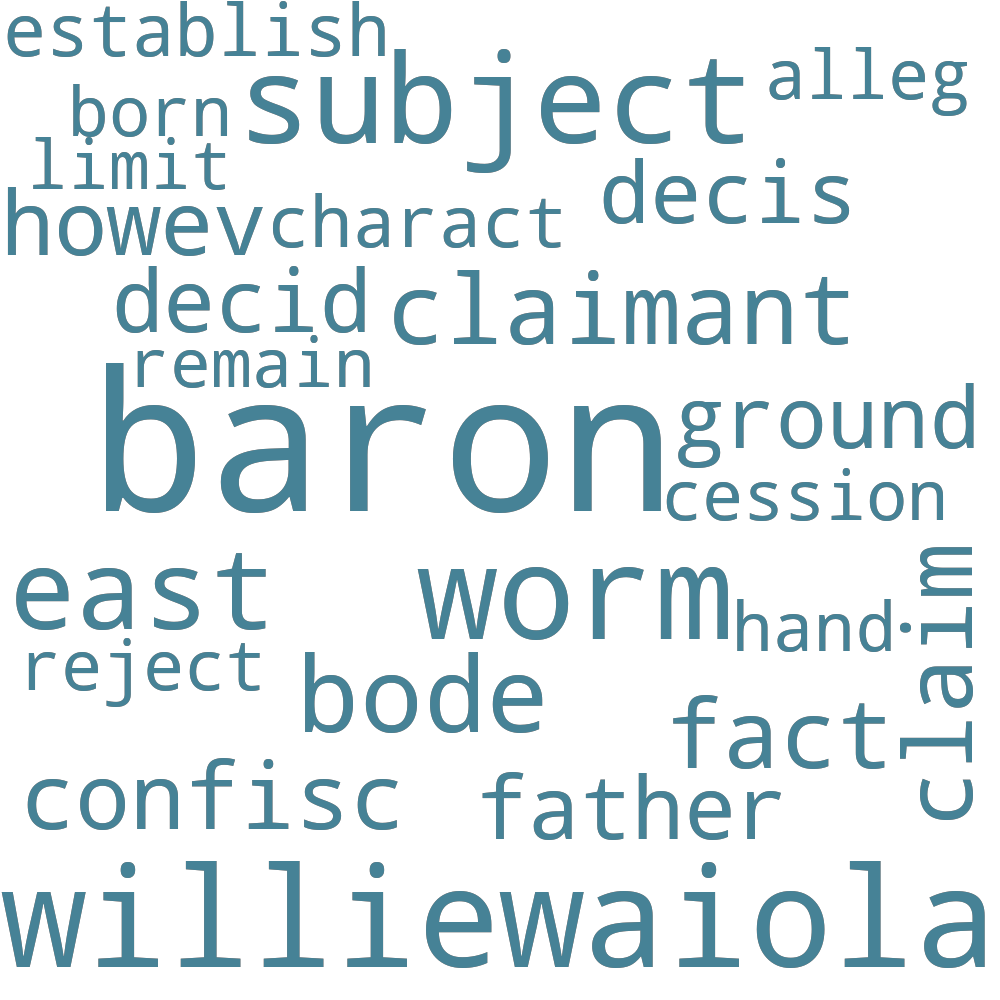 establish
subject
alleg
born
limit
decis
howev
charact
decid
claimant
remain
baron
ground
cession
east
worm
claim
hand
reject
bode
fact
confisc
father
williewaiola